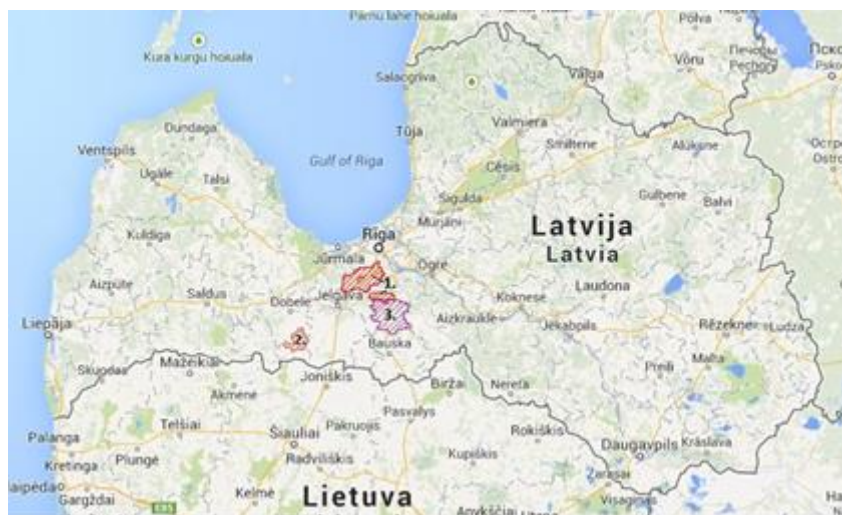 Kura kurgu hoiuala
Pärnu lahe hoiuala
Põlva
Võru
Печоры
Pechory
Salacgrīva
Valga
Dundaga
Ventspils
Ugāle
Talsi
Gulf of Riga
Tūja
Valmiera
Smiltene
Alūksne
Cēsis
Sigulda
Murjāņi
Gulbene
Balvi
Kuldīga
Rīga
Jūrmala
Ogre
Latvija
Latvia
Aizpute
Saldus
Dobele
Jelgava
1.
Koknese
Ļaudona
Liepāja
3.
Aizkraukle
Jēkabpils
Rēzekne
Ludza
2.
Bauska
Skuodas
Mažeikiai
Joniškis
Biržai
Nereta
Preiļi
Malta
Akmenė
Pasvalys
Palanga
Telšiai
Pakruojis
Rokiškis
Daugavpils
Krāslava
Kretinga
Plungė
Šiauliai
Radviliškis
Kupiškis
Zarasai
Gargždai
Kelmė
Lietuva
Visaginas
Anykščiai